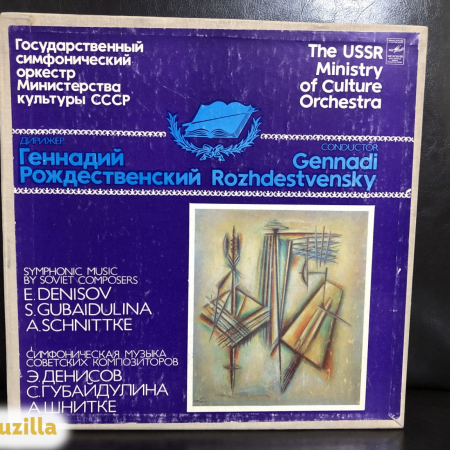 Государственный
симфонический
оркестр
Министерства
культуры СССР
The USSR
Ministry
of Culture
Orchestra
ДИРИЖЕР
Геннадий
Рождественский
CONDUCTOR
Gennadi
Rozhdestvensky
SYMPHONIC MUSIC
BY SOVIET COMPOSERS
E. DENISOV
S. GUBAIDULINA
A. SCHNITTKE
СИМФОНИЧЕСКАЯ МУЗЫКА
СОВЕТСКИХ КОМПОЗИТОРОВ
Э. ДЕНИСОВ
С. ГУБАЙДУЛИНА
А. ШНИТКЕ
uzilla